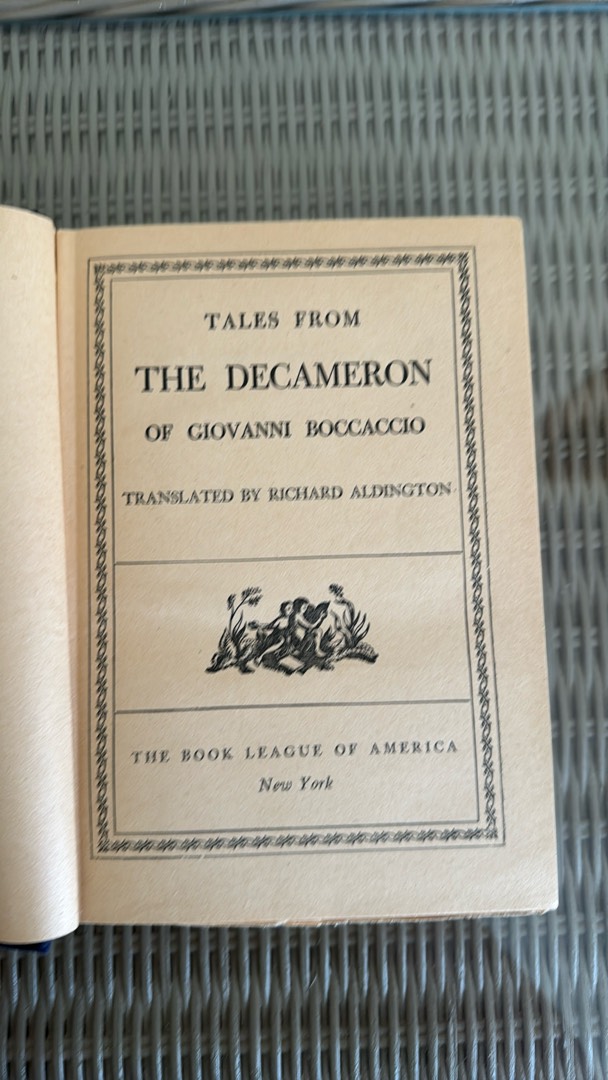 TALES FROM
THE DECAMERON
OF GIOVANNI BOCCACCIO
TRANSLATED BY RICHARD ALDINGTON
THE BOOK LEAGUE OF AMERICA
New York